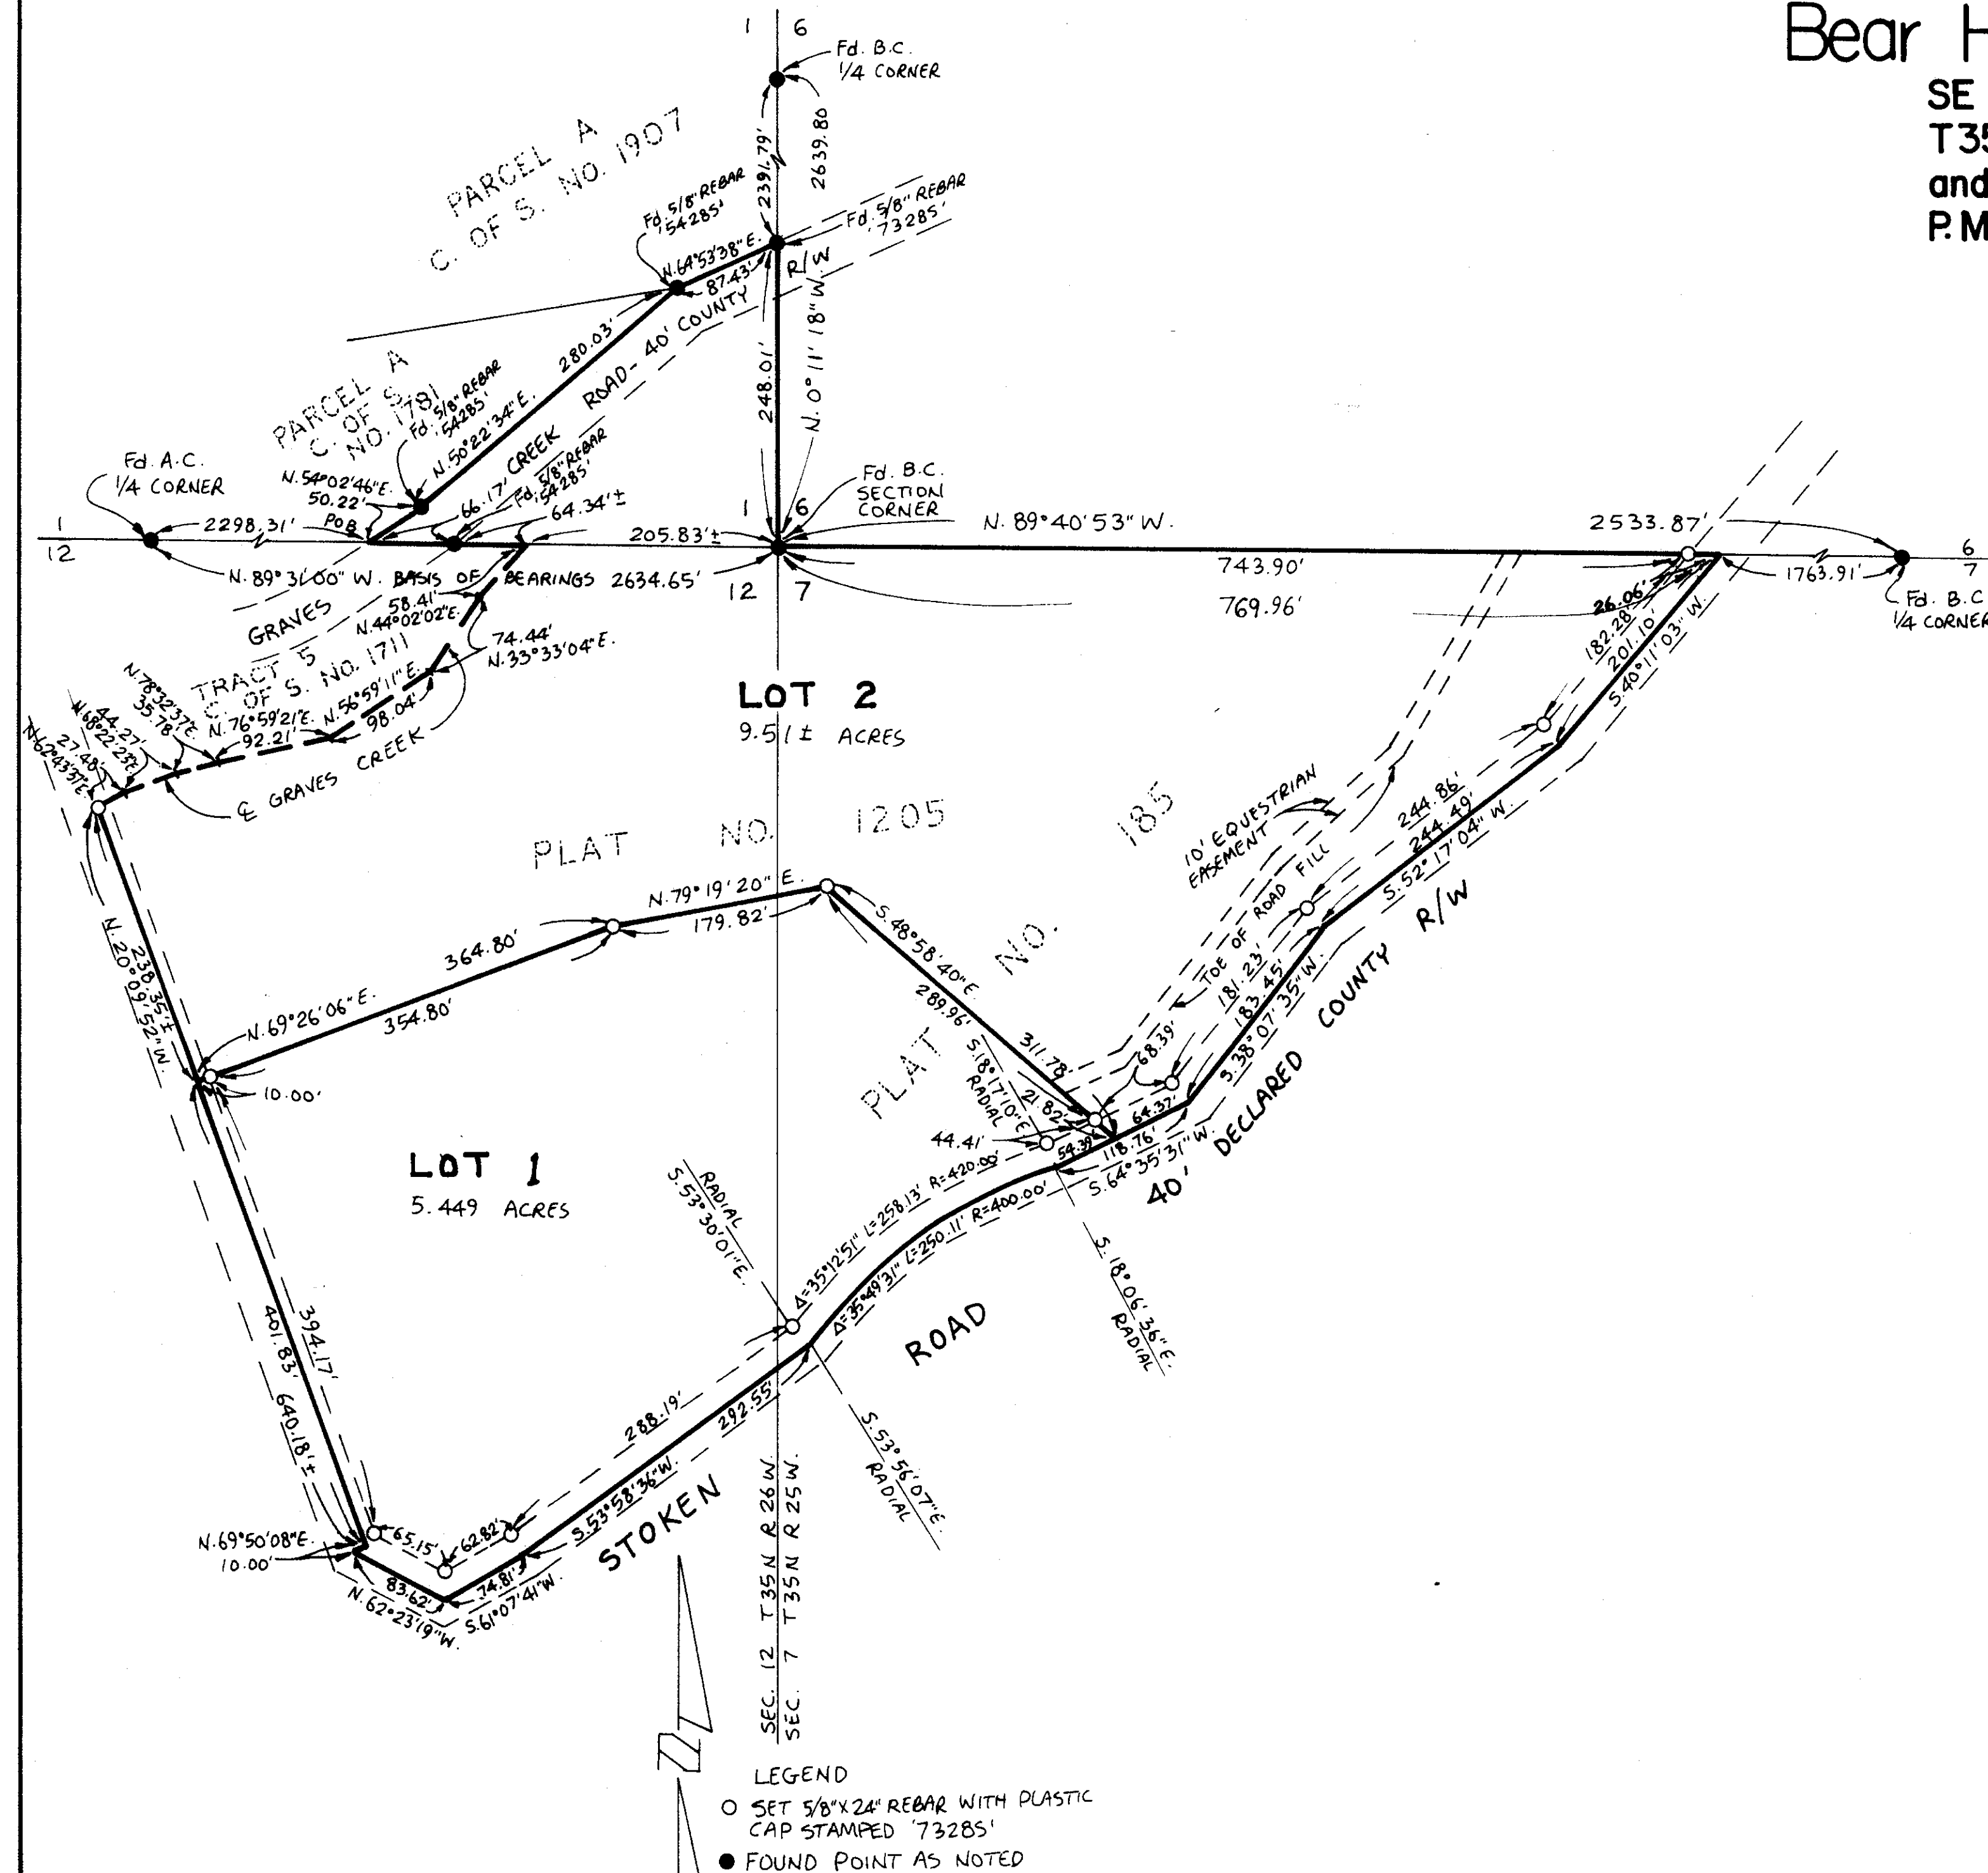 Bear H
SE
T35
and
P.M
1 6
Fd. B.C.
1/4 CORNER
2391.79'
2639.80
PARCEL A
C. OF S. NO. 1907
Fd. 5/8" REBAR
'5428S'
Fd. 5/8" REBAR
'7328S'
N.64°53'38"E.
87.43'
R/W
248.01'
N.0°11'18"W.
280.03'
N.50°22'34"E.
GRAVES CREEK ROAD - 40' COUNTY
PARCEL A
C. OF S.
NO. 1781
Fd. 5/8" REBAR
'5428S'
Fd. 5/8" REBAR
'5428S'
Fd. A.C.
1/4 CORNER
N.54°02'46"E.
50.22'
POB
66.17'
64.34'±
1
12
2298.31'
205.83'±
1 6
12 7
Fd. B.C.
SECTION
CORNER
N. 89°40'53" W.
2533.87'
743.90'
769.96'
26.06'
1763.91'
6
7
Fd. B.C
1/4 CORNER
N.89°31'00" W. BASIS OF BEARINGS 2634.65'
58.41'
N.44°02'02"E.
74.44'
N.33°33'04"E.
TRACT 5
C. OF S. NO. 1711
N.56°59'11"E.
98.04'
N.76°59'21"E.
92.21'
N.78°32'37"E.
35.78'
44.27'
N.68°22'23"E.
27.48'
N.62°43'37"E.
℄ GRAVES CREEK
LOT 2
9.51± ACRES
182.28'
201.10'
S.40°11'03" W.
PLAT NO. 1205
PLAT NO. 185
10' EQUESTRIAN
EASEMENT
TOE OF ROAD FILL
244.86'
244.49'
S.52°17'04" W.
N.79°19'20" E.
179.82'
364.80'
N.69°26'06"E.
354.80'
10.00'
238.35'±
N.20°09'52"W.
S.48°58'40"E.
289.96'
311.78'
21.82'
S.18°17'10"E.
RADIAL
181.23'
183.45'
S.38°07'35"W.
68.39'
64.37'
44.41'
54.39'
118.76'
S.64°35'31"W.
40' DECLARED COUNTY R/W
LOT 1
5.449 ACRES
RADIAL
S.53°30'01"E.
Δ=35°12'51" L=258.13' R=420.00'
Δ=35°49'31" L=250.11' R=400.00'
S.18°06'36"E.
RADIAL
S.53°56'07"E.
RADIAL
401.83'
394.17'
640.18'±
288.19'
292.55'
S.53°58'36"W.
STOKEN ROAD
N.69°50'08"E.
10.00'
65.15'
62.82'
83.62'
74.81'
N.62°23'19"W.
S.61°07'41"W.
SEC. 12 T35N R26W.
SEC. 7 T35N R25W.
N
LEGEND
SET 5/8"X24" REBAR WITH PLASTIC
CAP STAMPED '7328S'
FOUND POINT AS NOTED